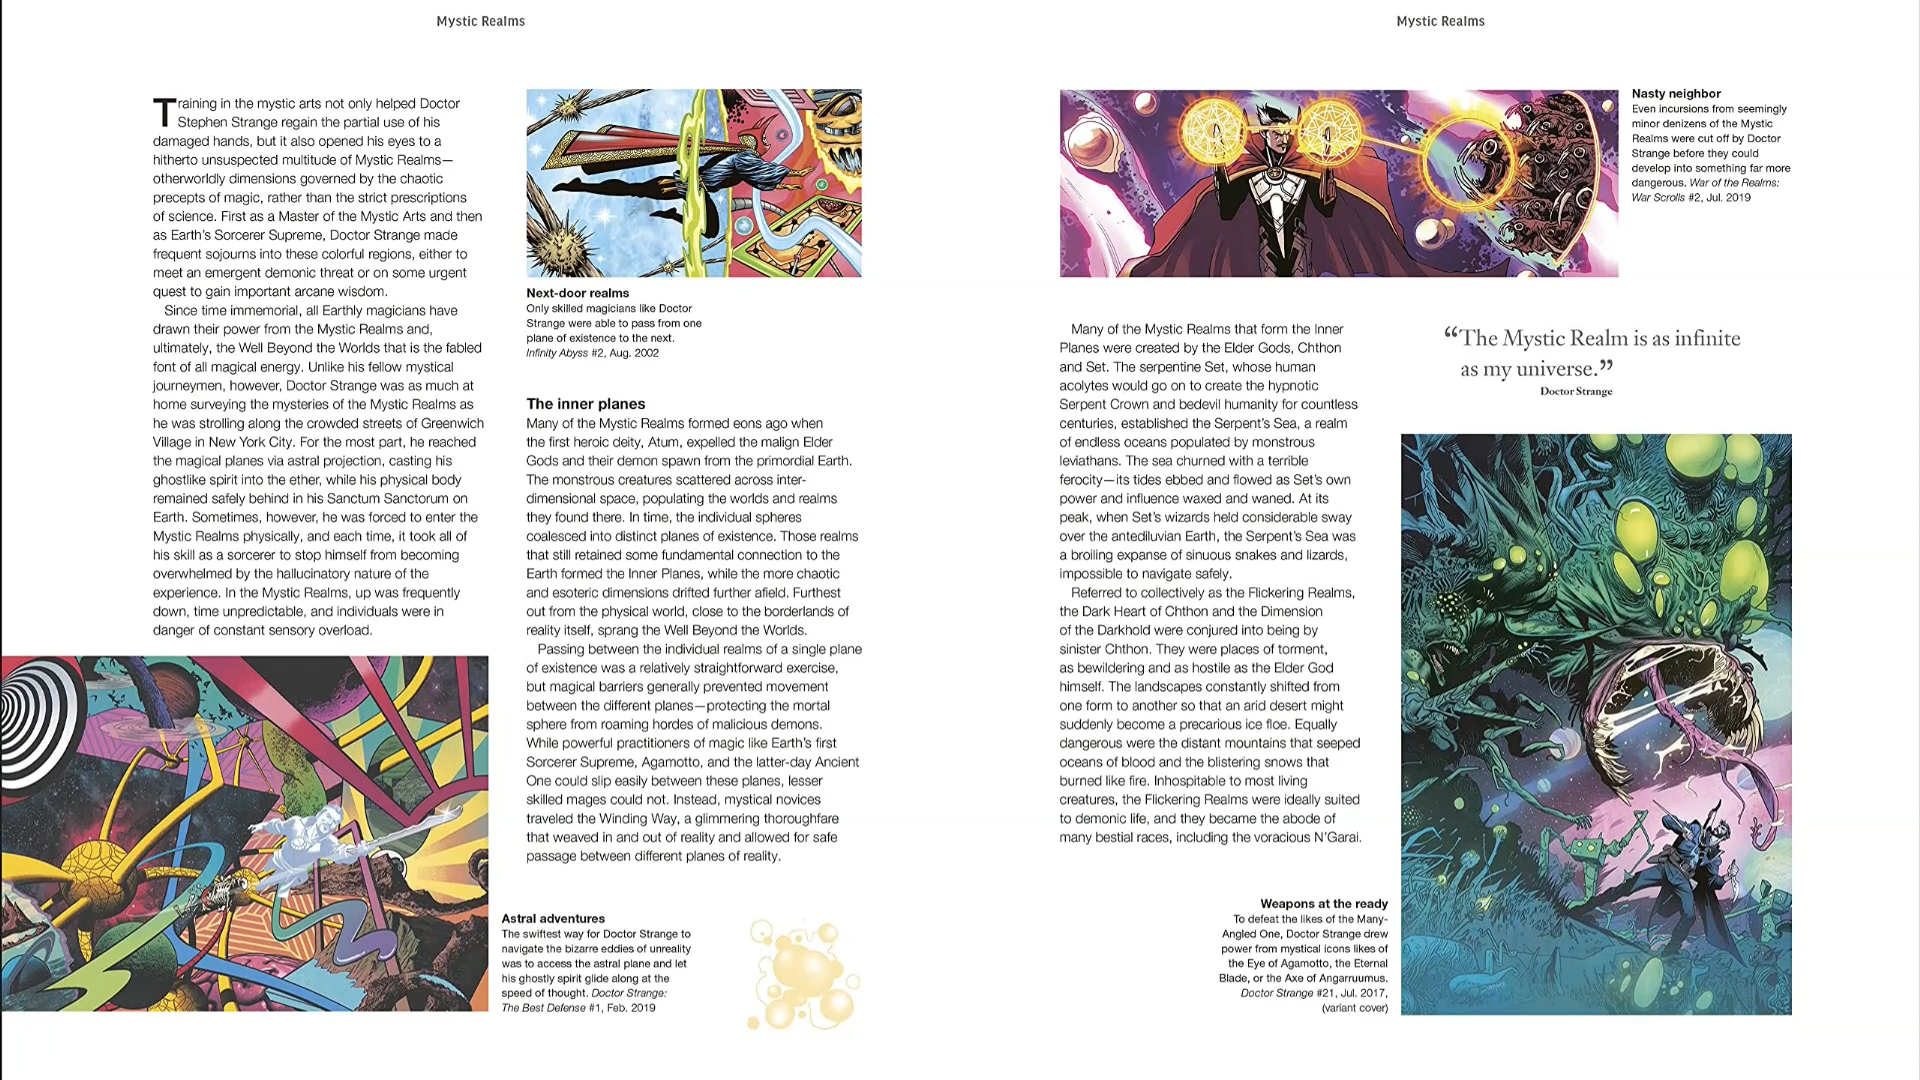 Mystic Realms
Training in the mystic arts not only helped Doctor
Stephen Strange regain the partial use of his
damaged hands, but it also opened his eyes to a
hitherto unsuspected multitude of Mystic Realms—
otherworldly dimensions governed by the chaotic
precepts of magic, rather than the strict prescriptions
of science. First as a Master of the Mystic Arts and then
as Earth's Sorcerer Supreme, Doctor Strange made
frequent sojourns into these colorful regions, either to
meet an emergent demonic threat or on some urgent
quest to gain important arcane wisdom.
Since time immemorial, all Earthly magicians have
drawn their power from the Mystic Realms and,
ultimately, the Well Beyond the Worlds that is the fabled
font of all magical energy. Unlike his fellow mystical
journeymen, however, Doctor Strange was as much at
home surveying the mysteries of the Mystic Realms as
he was strolling along the crowded streets of Greenwich
Village in New York City. For the most part, he reached
the magical planes via astral projection, casting his
ghostlike spirit into the ether, while his physical body
remained safely behind in his Sanctum Sanctorum on
Earth. Sometimes, however, he was forced to enter the
Mystic Realms physically, and each time, it took all of
his skill as a sorcerer to stop himself from becoming
overwhelmed by the hallucinatory nature of the
experience. In the Mystic Realms, up was frequently
down, time unpredictable, and individuals were in
danger of constant sensory overload.
Next-door realms
Only skilled magicians like Doctor
Strange were able to pass from one
plane of existence to the next.
Infinity Abyss #2, Aug. 2002
The inner planes
Many of the Mystic Realms formed eons ago when
the first heroic deity, Atum, expelled the malign Elder
Gods and their demon spawn from the primordial Earth.
The monstrous creatures scattered across inter-
dimensional space, populating the worlds and realms
they found there. In time, the individual spheres
coalesced into distinct planes of existence. Those realms
that still retained some fundamental connection to the
Earth formed the Inner Planes, while the more chaotic
and esoteric dimensions drifted further afield. Furthest
out from the physical world, close to the borderlands of
reality itself, sprang the Well Beyond the Worlds.
Passing between the individual realms of a single plane
of existence was a relatively straightforward exercise,
but magical barriers generally prevented movement
between the different planes—protecting the mortal
sphere from roaming hordes of malicious demons.
While powerful practitioners of magic like Earth's first
Sorcerer Supreme, Agamotto, and the latter-day Ancient
One could slip easily between these planes, lesser
skilled mages could not. Instead, mystical novices
traveled the Winding Way, a glimmering thoroughfare
that weaved in and out of reality and allowed for safe
passage between different planes of reality.
Astral adventures
The swiftest way for Doctor Strange to
navigate the bizarre eddies of unreality
was to access the astral plane and let
his ghostly spirit glide along at the
speed of thought. Doctor Strange:
The Best Defense #1, Feb. 2019
Mystic Realms
Nasty neighbor
Even incursions from seemingly
minor denizens of the Mystic
Realms were cut off by Doctor
Strange before they could
develop into something far more
dangerous. War of the Realms:
War Scrolls #2, Jul. 2019
Many of the Mystic Realms that form the Inner
Planes were created by the Elder Gods, Chthon
and Set. The serpentine Set, whose human
acolytes would go on to create the hypnotic
Serpent Crown and bedevil humanity for countless
centuries, established the Serpent's Sea, a realm
of endless oceans populated by monstrous
leviathans. The sea churned with a terrible
ferocity—its tides ebbed and flowed as Set's own
power and influence waxed and waned. At its
peak, when Set's wizards held considerable sway
over the antediluvian Earth, the Serpent's Sea was
a broiling expanse of sinuous snakes and lizards,
impossible to navigate safely.
Referred to collectively as the Flickering Realms,
the Dark Heart of Chthon and the Dimension
of the Darkhold were conjured into being by
sinister Chthon. They were places of torment,
as bewildering and as hostile as the Elder God
himself. The landscapes constantly shifted from
one form to another so that an arid desert might
suddenly become a precarious ice floe. Equally
dangerous were the distant mountains that seeped
oceans of blood and the blistering snows that
burned like fire. Inhospitable to most living
creatures, the Flickering Realms were ideally suited
to demonic life, and they became the abode of
many bestial races, including the voracious N'Garai.
“The Mystic Realm is as infinite
as my universe.”
Doctor Strange
Weapons at the ready
To defeat the likes of the Many-
Angled One, Doctor Strange drew
power from mystical icons likes of
the Eye of Agamotto, the Eternal
Blade, or the Axe of Angarruumus.
Doctor Strange #21, Jul. 2017,
(variant cover)